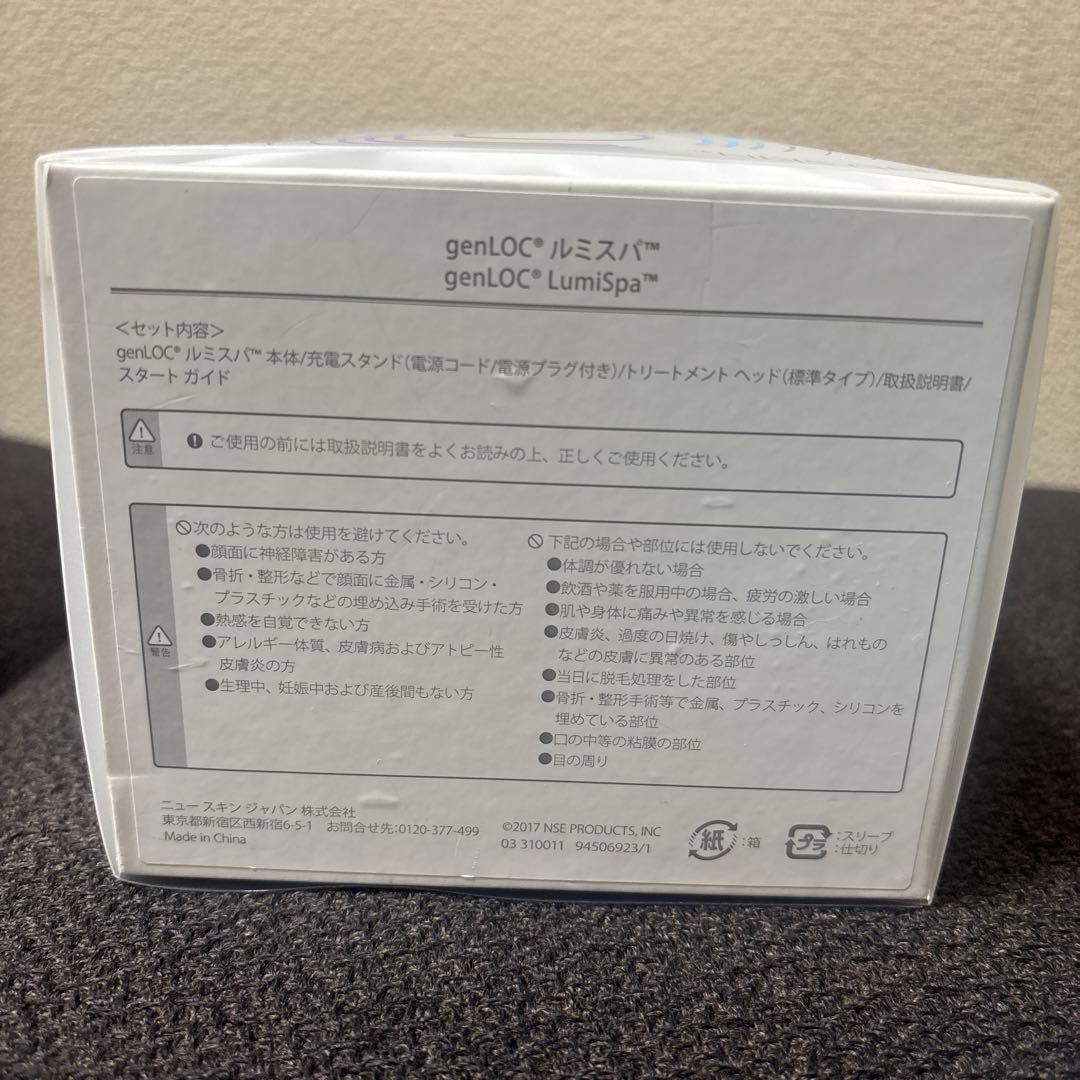 genLOC® ルミスパ™
genLOC® LumiSpa™
＜セット内容＞
genLOC® ルミスパ™ 本体/充電スタンド（電源コード/電源プラグ付き）/トリートメント ヘッド（標準タイプ）/取扱説明書/
スタート ガイド
注意
ご使用の前には取扱説明書をよくお読みの上、正しくご使用ください。
警告
次のような方は使用を避けてください。
●顔面に神経障害がある方
●骨折・整形などで顔面に金属・シリコン・
プラスチックなどの埋め込み手術を受けた方
●熱感を自覚できない方
●アレルギー体質、皮膚病およびアトピー性
皮膚炎の方
●生理中、妊娠中および産後間もない方
下記の場合や部位には使用しないでください。
●体調が優れない場合
●飲酒や薬を服用中の場合、疲労の激しい場合
●肌や身体に痛みや異常を感じる場合
●皮膚炎、過度の日焼け、傷やしっしん、はれもの
などの皮膚に異常のある部位
●当日に脱毛処理をした部位
●骨折・整形手術等で金属、プラスチック、シリコンを
埋めている部位
●口の中等の粘膜の部位
●目の周り
ニュー スキン ジャパン 株式会社
東京都新宿区西新宿6-5-1 お問合せ先:0120-377-499
Made in China
©2017 NSE PRODUCTS, INC
03 310011 94506923/1
紙 :箱
プラ :スリーブ
:仕切り